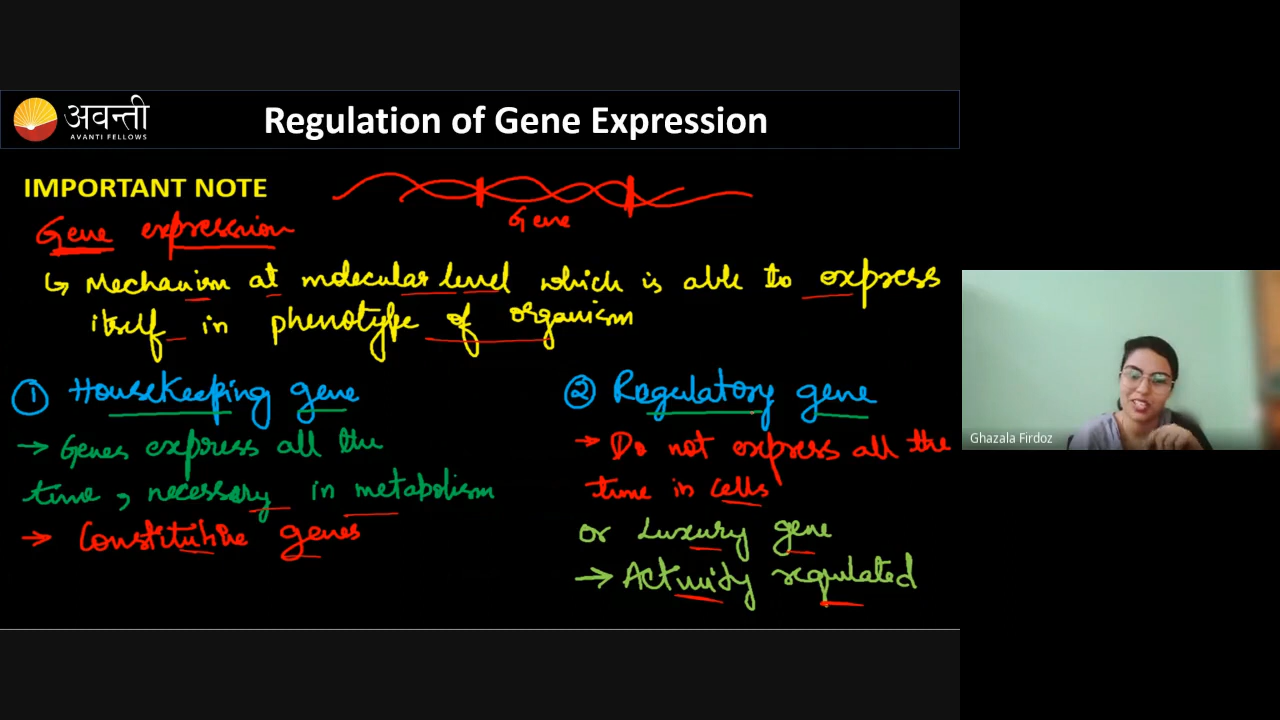 अवन्ती
AVANTI FELLOWS
Regulation of Gene Expression
IMPORTANT NOTE
Gene
Gene expression
↳ Mechanism at molecular level which is able to express
itself in phenotype of organism
① Housekeeping gene
→ Genes express all the
time, necessary in metabolism
→ Constitutive genes
② Regulatory gene
→ Do not express all the
time in cells
or Luxury gene
→ Activity regulated
Ghazala Firdoz